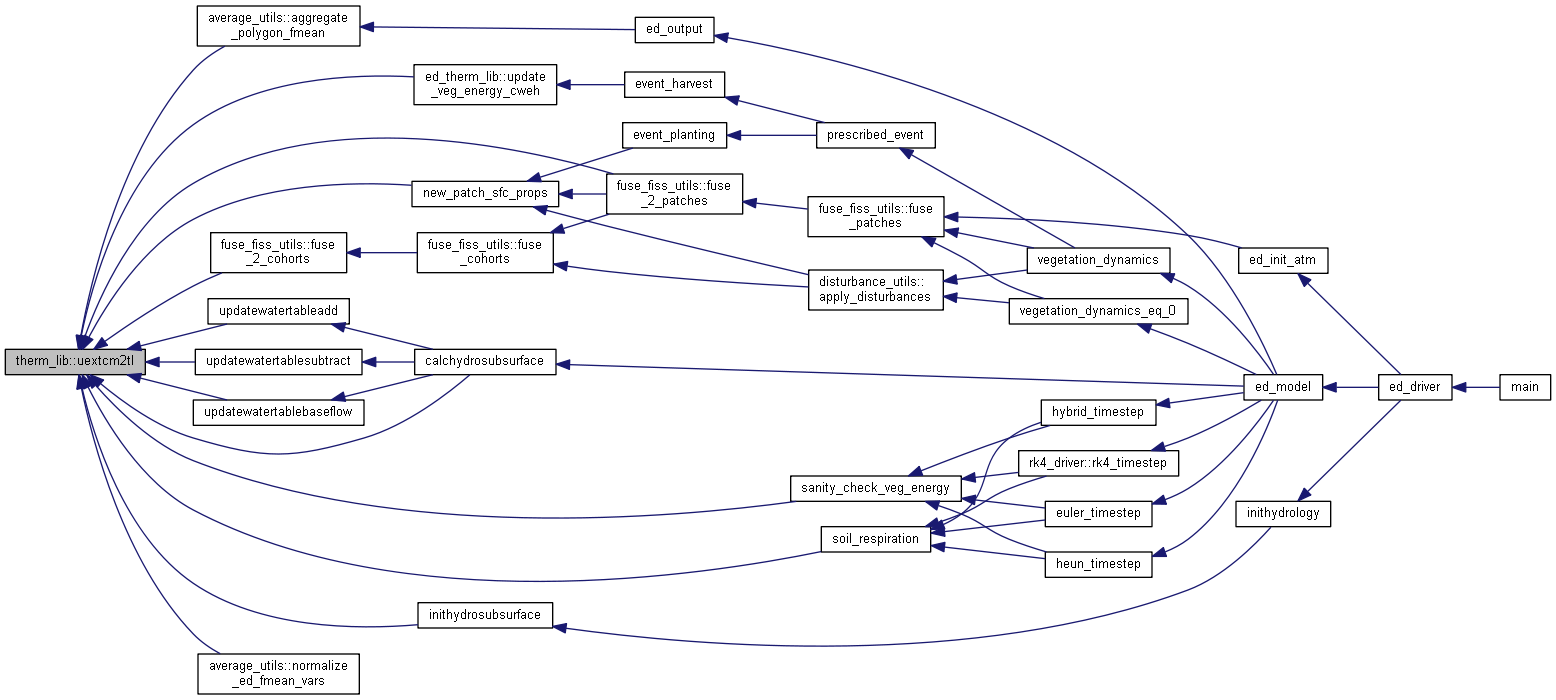 average_utils::aggregate
_polygon_fmean
ed_output
ed_therm_lib::update
_veg_energy_cweh
event_harvest
event_planting
prescribed_event
new_patch_sfc_props
fuse_fiss_utils::fuse
_2_patches
fuse_fiss_utils::fuse
_patches
fuse_fiss_utils::fuse
_2_cohorts
fuse_fiss_utils::fuse
_cohorts
vegetation_dynamics
ed_init_atm
disturbance_utils::
apply_disturbances
vegetation_dynamics_eq_0
updatewatertableadd
therm_lib::uextcm2tl
updatewatertablesubtract
calchydrosubsurface
ed_model
ed_driver
main
updatewatertablebaseflow
hybrid_timestep
rk4_driver::rk4_timestep
sanity_check_veg_energy
euler_timestep
inithydrology
soil_respiration
heun_timestep
inithydrosubsurface
average_utils::normalize
_ed_fmean_vars